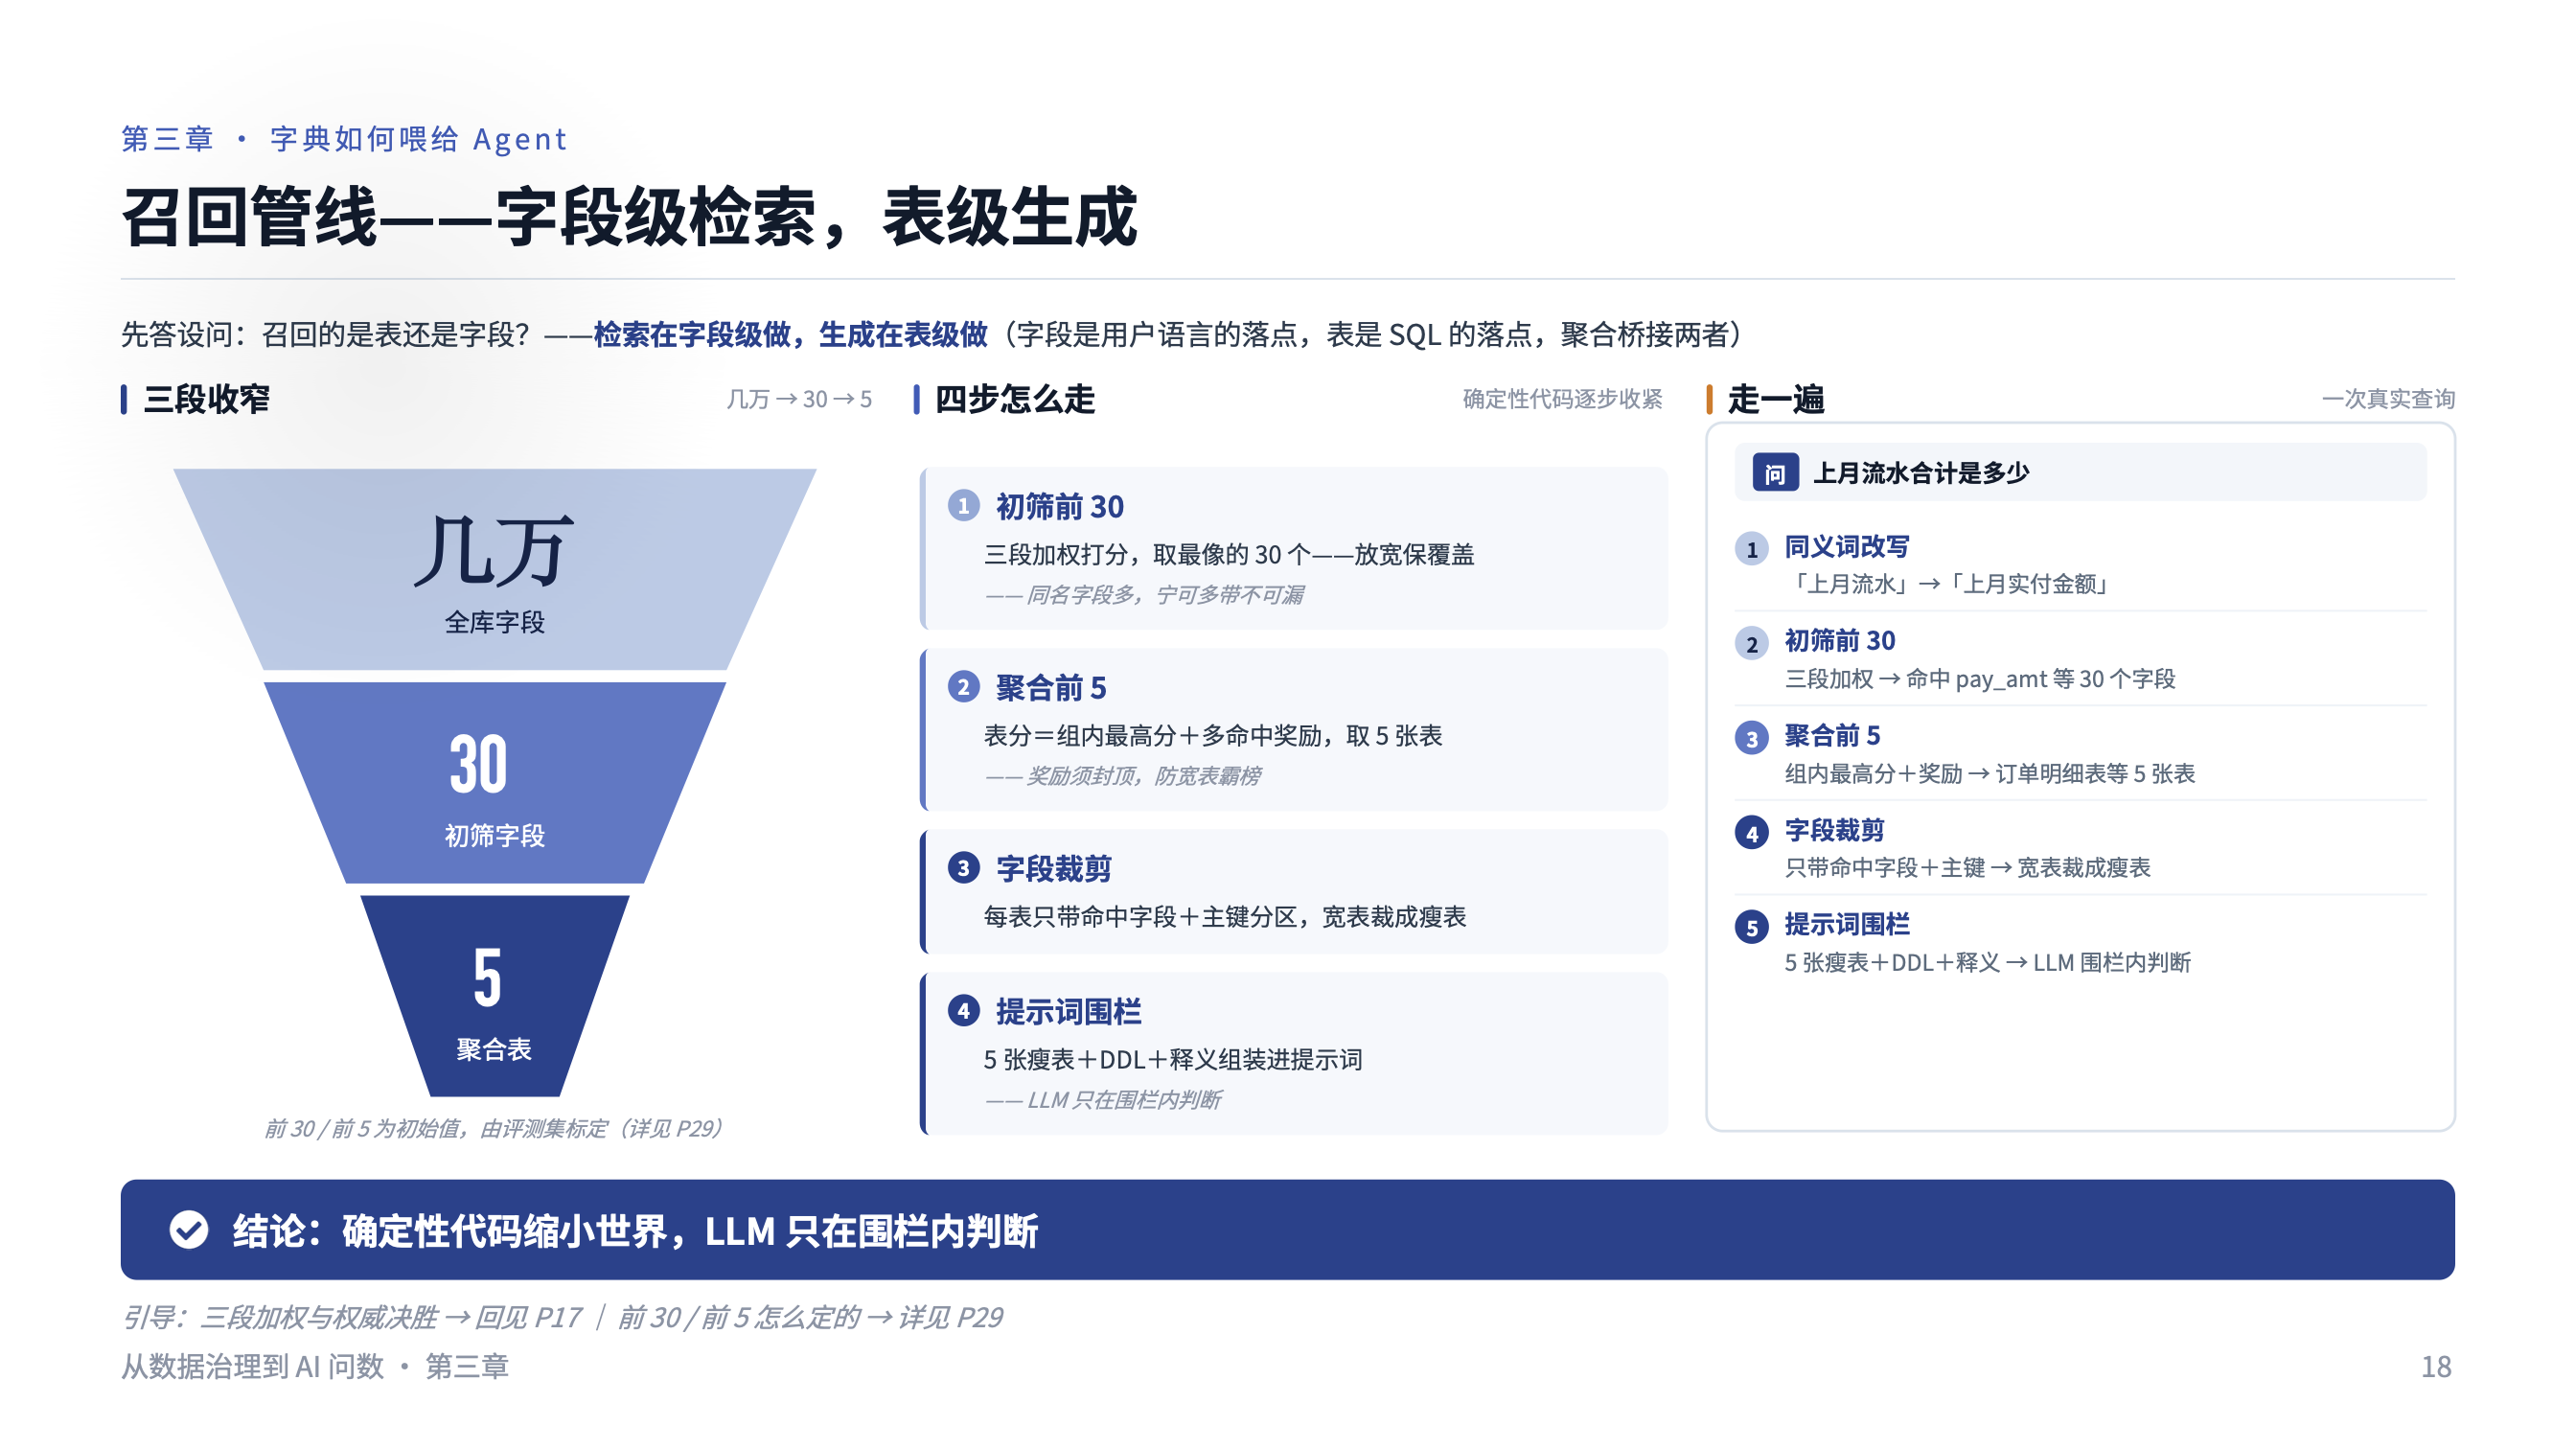 第三章 · 字典如何喂给 Agent
召回管线——字段级检索，表级生成
先答设问：召回的是表还是字段？——检索在字段级做，生成在表级做（字段是用户语言的落点，表是 SQL 的落点，聚合桥接两者）
三段收窄
几万 → 30 → 5
几万
全库字段
30
初筛字段
5
聚合表
前 30 / 前 5 为初始值，由评测集标定（详见 P29）
四步怎么走
确定性代码逐步收紧
1 初筛前 30
三段加权打分，取最像的 30 个——放宽保覆盖
—— 同名字段多，宁可多带不可漏
2 聚合前 5
表分＝组内最高分＋多命中奖励，取 5 张表
—— 奖励须封顶，防宽表霸榜
3 字段裁剪
每表只带命中字段＋主键分区，宽表裁成瘦表
4 提示词围栏
5 张瘦表＋DDL＋释义组装进提示词
—— LLM 只在围栏内判断
走一遍
一次真实查询
问 上月流水合计是多少
1 同义词改写
「上月流水」→「上月实付金额」
2 初筛前 30
三段加权 → 命中 pay_amt 等 30 个字段
3 聚合前 5
组内最高分＋奖励 → 订单明细表等 5 张表
4 字段裁剪
只带命中字段＋主键 → 宽表裁成瘦表
5 提示词围栏
5 张瘦表＋DDL＋释义 → LLM 围栏内判断
结论：确定性代码缩小世界，LLM 只在围栏内判断
引导：三段加权与权威决胜 → 回见 P17｜前 30 / 前 5 怎么定的 → 详见 P29
从数据治理到 AI 问数 · 第三章
18